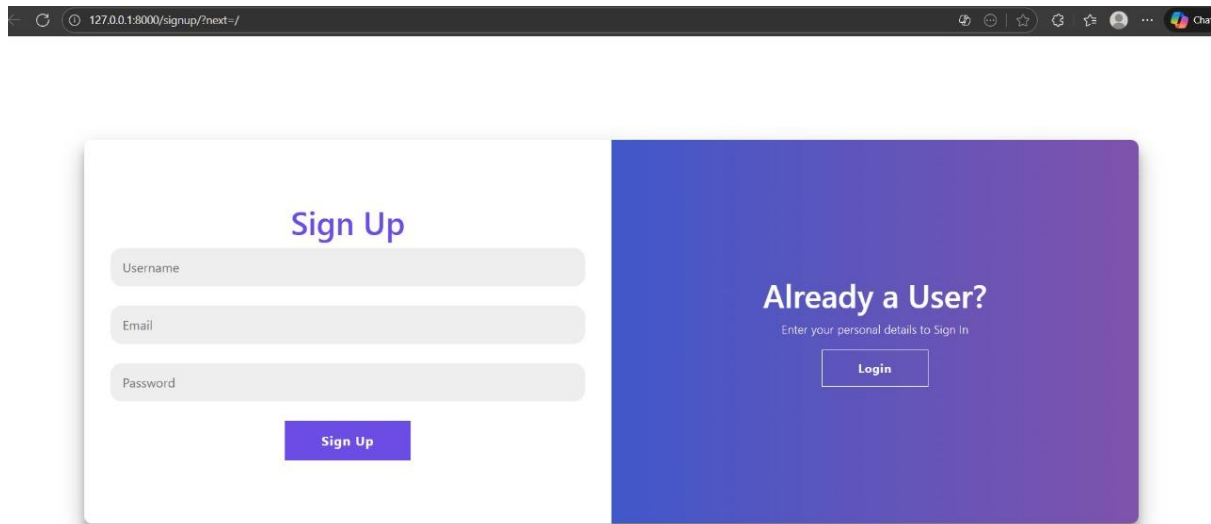 127.0.0.1:8000/signup/?next=/
Sign Up
Username
Email
Password
Sign Up
Already a User?
Enter your personal details to Sign In
Login